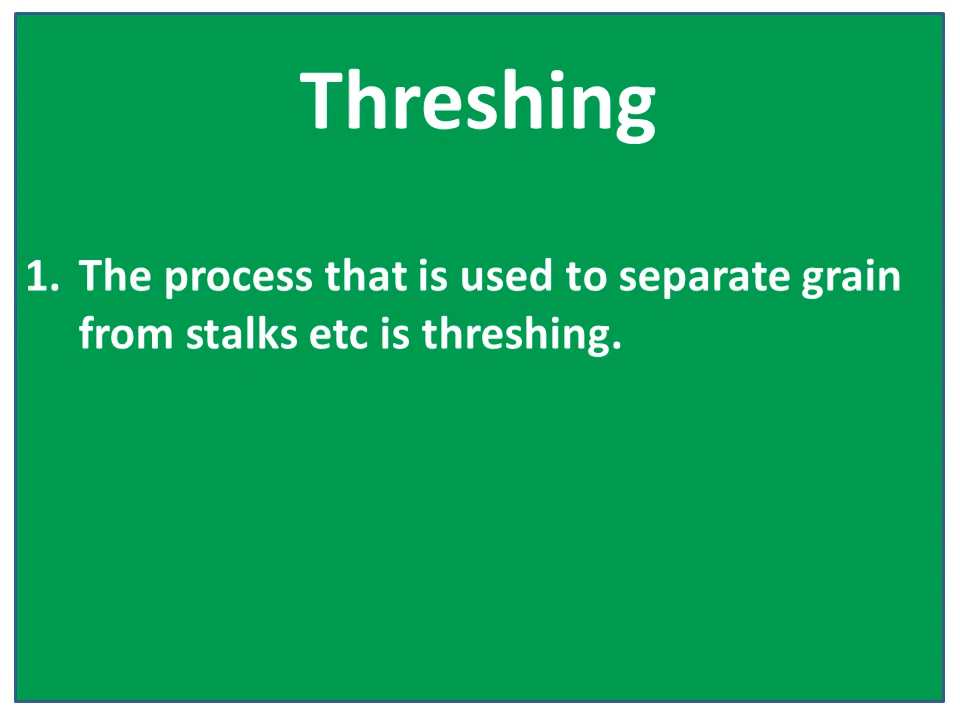 Threshing
1. The process that is used to separate grain
from stalks etc is threshing.